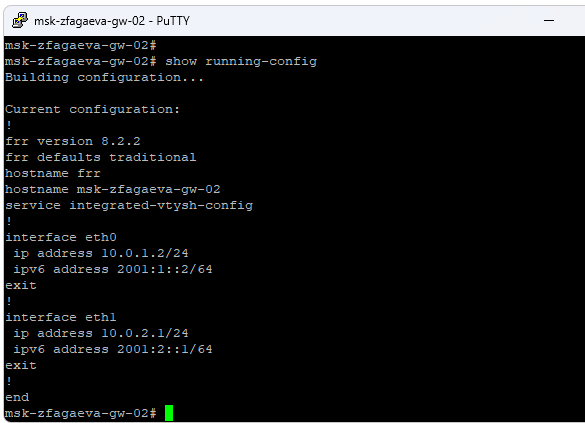 msk-zfagaeva-gw-02 - PuTTY
msk-zfagaeva-gw-02#
msk-zfagaeva-gw-02# show running-config
Building configuration...

Current configuration:
!
frr version 8.2.2
frr defaults traditional
hostname frr
hostname msk-zfagaeva-gw-02
service integrated-vtysh-config
!
interface eth0
 ip address 10.0.1.2/24
 ipv6 address 2001:1::2/64
exit
!
interface eth1
 ip address 10.0.2.1/24
 ipv6 address 2001:2::1/64
exit
!
end
msk-zfagaeva-gw-02#